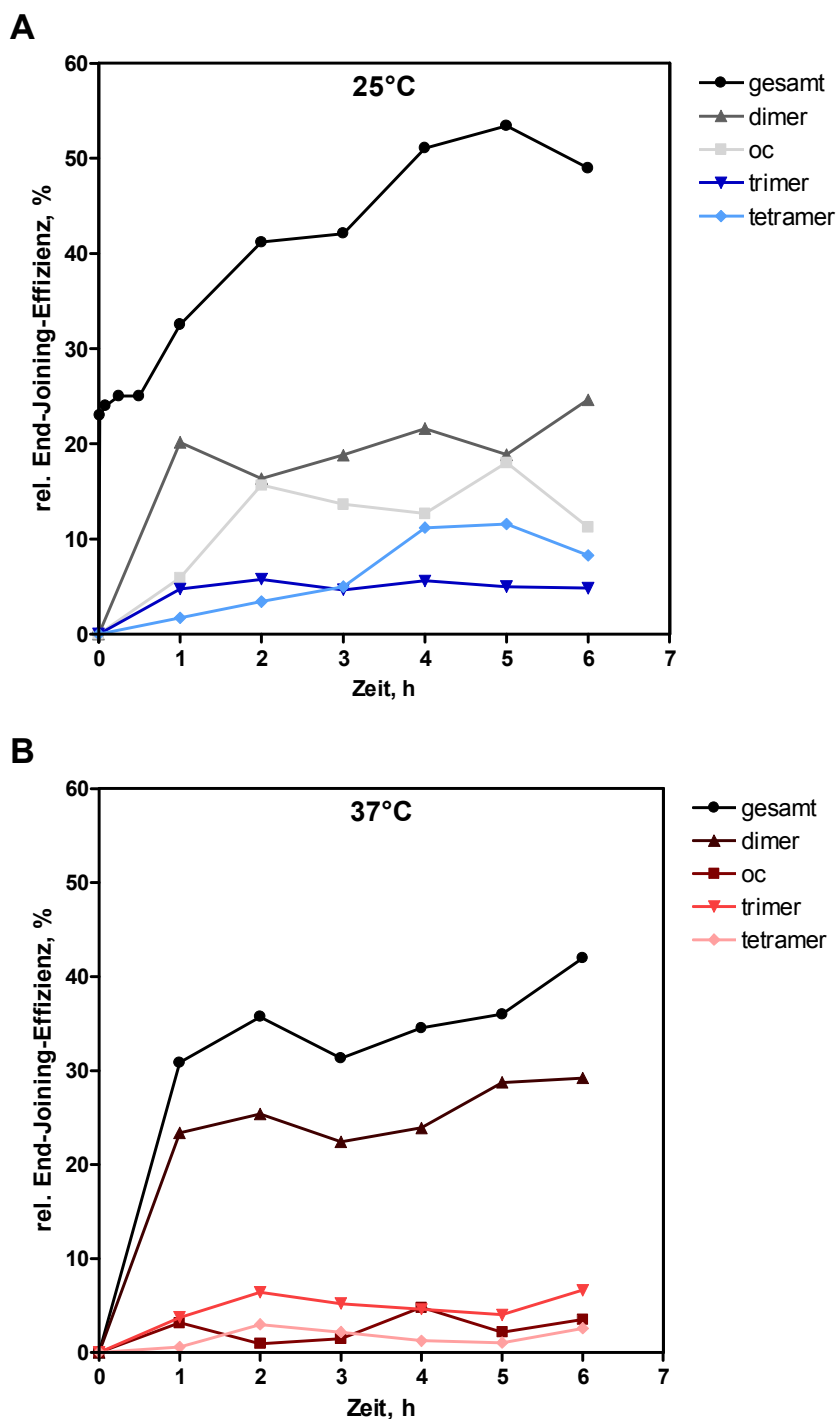 A
25°C
60
50
40
30
20
10
0
rel. End-Joining-Effizienz, %
0 1 2 3 4 5 6 7
Zeit, h
gesamt
dimer
oc
trimer
tetramer
B
37°C
60
50
40
30
20
10
0
rel. End-Joining-Effizienz, %
0 1 2 3 4 5 6 7
Zeit, h
gesamt
dimer
oc
trimer
tetramer